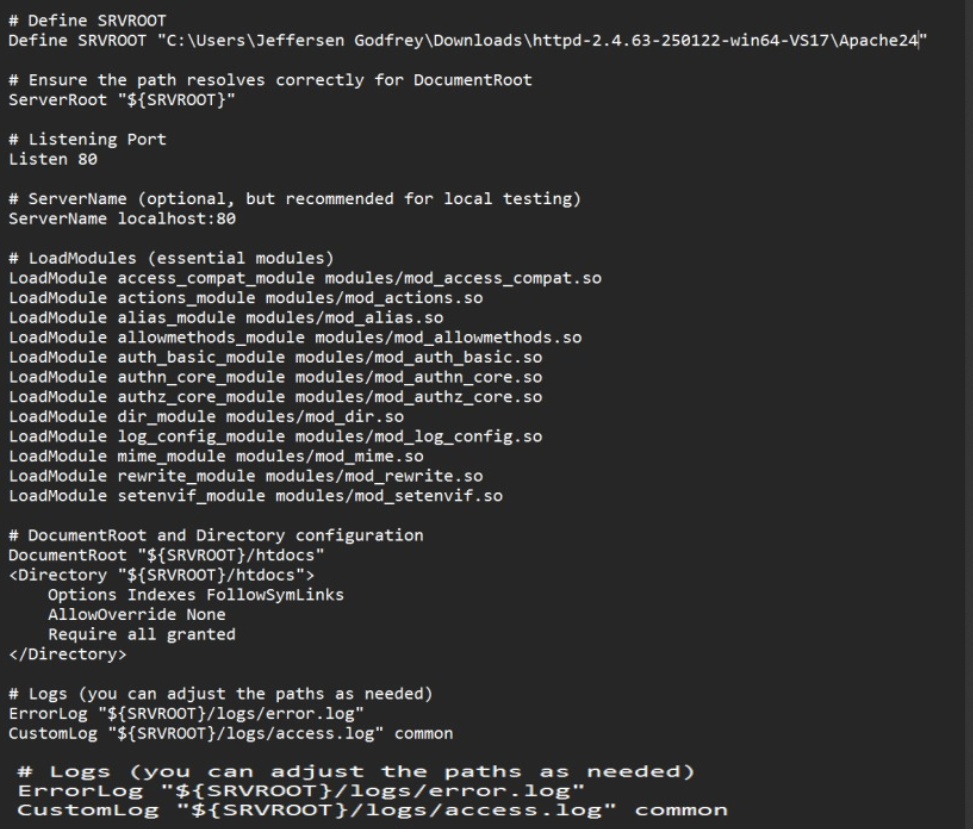 # Define SRVROOT
Define SRVROOT "C:\Users\Jeffersen Godfrey\Downloads\httpd-2.4.63-250122-win64-VS17\Apache24"
# Ensure the path resolves correctly for DocumentRoot
ServerRoot "${SRVROOT}"
# Listening Port
Listen 80
# ServerName (optional, but recommended for local testing)
ServerName localhost:80
# LoadModules (essential modules)
LoadModule access_compat_module modules/mod_access_compat.so
LoadModule actions_module modules/mod_actions.so
LoadModule alias_module modules/mod_alias.so
LoadModule allowmethods_module modules/mod_allowmethods.so
LoadModule auth_basic_module modules/mod_auth_basic.so
LoadModule authn_core_module modules/mod_authn_core.so
LoadModule authz_core_module modules/mod_authz_core.so
LoadModule dir_module modules/mod_dir.so
LoadModule log_config_module modules/mod_log_config.so
LoadModule mime_module modules/mod_mime.so
LoadModule rewrite_module modules/mod_rewrite.so
LoadModule setenvif_module modules/mod_setenvif.so
# DocumentRoot and Directory configuration
DocumentRoot "${SRVROOT}/htdocs"
<Directory "${SRVROOT}/htdocs">
    Options Indexes FollowSymLinks
    AllowOverride None
    Require all granted
</Directory>
# Logs (you can adjust the paths as needed)
ErrorLog "${SRVROOT}/logs/error.log"
CustomLog "${SRVROOT}/logs/access.log" common
# Logs (you can adjust the paths as needed)
ErrorLog "${SRVROOT}/logs/error.log"
CustomLog "${SRVROOT}/logs/access.log" common